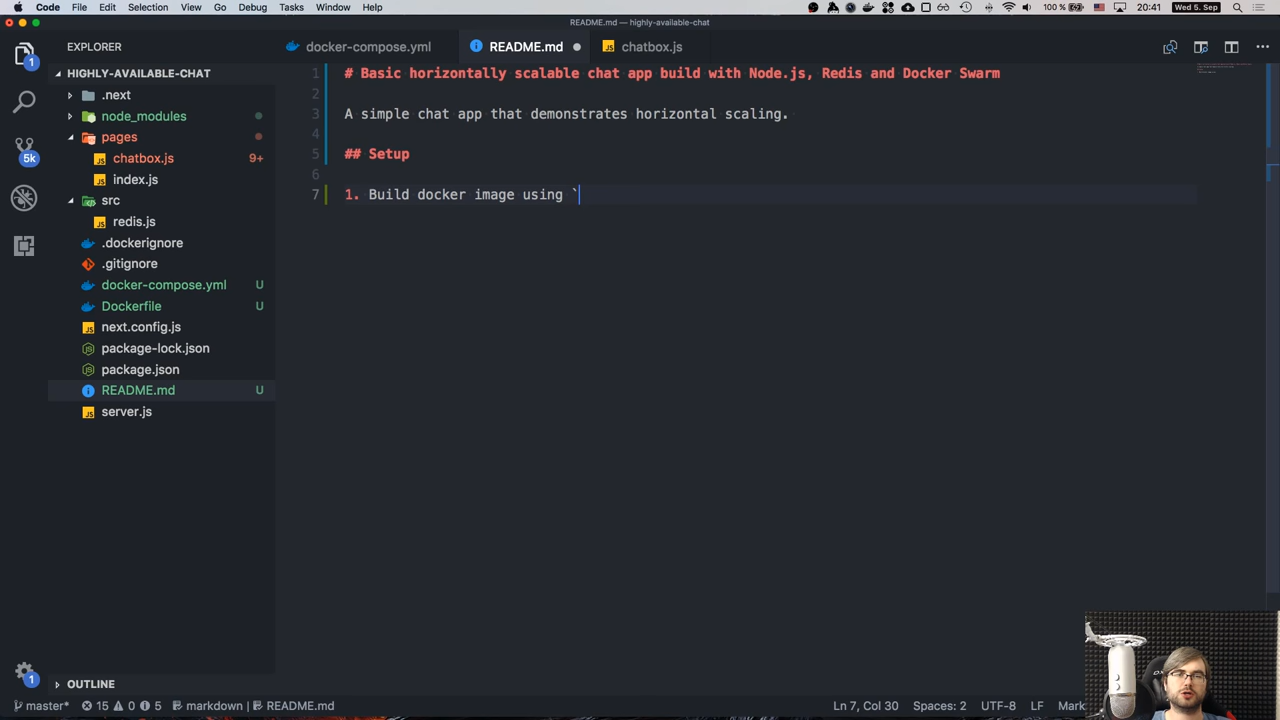 Code File Edit Selection View Go Debug Tasks Window Help
100 % 20:41 Wed 5. Sep
README.md — highly-available-chat
EXPLORER
docker-compose.yml README.md chatbox.js
HIGHLY-AVAILABLE-CHAT
.next
node_modules
pages
chatbox.js 9+
index.js
src
redis.js
.dockerignore
.gitignore
docker-compose.yml U
Dockerfile U
next.config.js
package-lock.json
package.json
README.md U
server.js
OUTLINE
1
5k
1
1 # Basic horizontally scalable chat app build with Node.js, Redis and Docker Swarm
2
3 A simple chat app that demonstrates horizontal scaling.
4
5 ## Setup
6
7 1. Build docker image using `
master* 15 0 5 markdown README.md Ln 7, Col 30 Spaces: 2 UTF-8 LF Mark